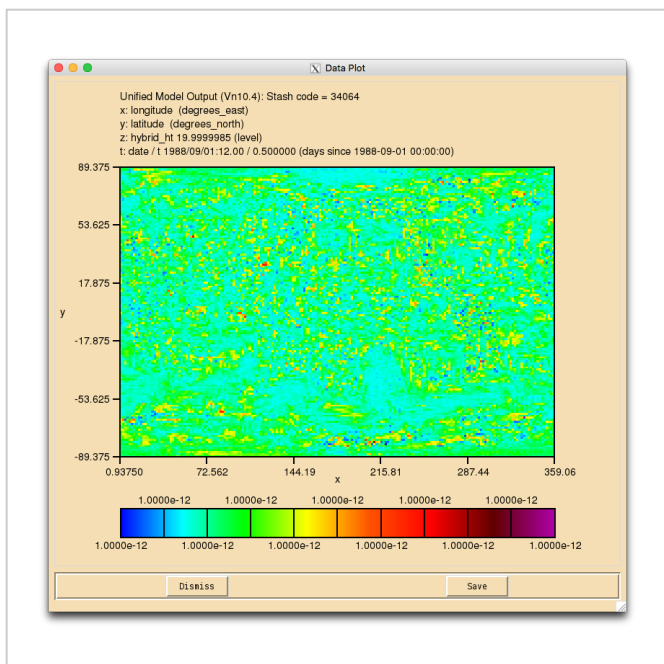 Data Plot
Unified Model Output (Vn10.4): Stash code = 34064
x: longitude (degrees_east)
y: latitude (degrees_north)
z: hybrid_ht 19.9999985 (level)
t: date / t 1988/09/01:12.00 / 0.500000 (days since 1988-09-01 00:00:00)
89.375
53.625
17.875
y
-17.875
-53.625
-89.375
0.93750 72.562 144.19 215.81 287.44 359.06
x
1.0000e-12 1.0000e-12 1.0000e-12 1.0000e-12 1.0000e-12
1.0000e-12 1.0000e-12 1.0000e-12 1.0000e-12 1.0000e-12 1.0000e-12
Dismiss Save